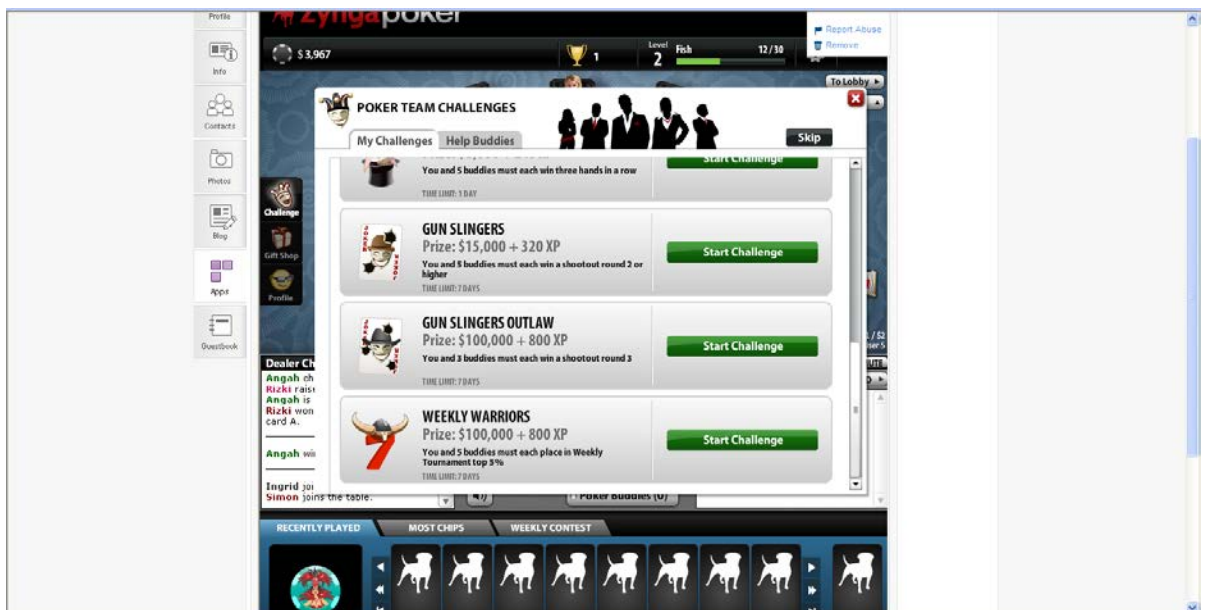 Profile
zyngapoker
Report Abuse
Remove
$3,967
1
Level
2
Fish
12/30
Info
To Lobby
Contacts
POKER TEAM CHALLENGES
My Challenges
Help Buddies
Skip
Photos
You and 5 buddies must each win three hands in a row
TIME LIMIT: 1 DAY
Start Challenge
Challenge
Blog
Gift Shop
GUN SLINGERS
Prize: $15,000 + 320 XP
You and 5 buddies must each win a shootout round 2 or
higher
TIME LIMIT: 7 DAYS
Start Challenge
Apps
Profile
GUN SLINGERS OUTLAW
Prize: $100,000 + 800 XP
You and 3 buddies must each win a shootout round 3
TIME LIMIT: 7 DAYS
Start Challenge
Guestbook
Dealer Ch
Angah ch
Rizki rais
Angah is
Rizki won
card A.
Angah wi
Ingrid joi
Simon joins the table.
WEEKLY WARRIORS
Prize: $100,000 + 800 XP
You and 5 buddies must each place in Weekly
Tournament top 5%
TIME LIMIT: 7 DAYS
Start Challenge
Poker Buddies (0)
RECENTLY PLAYED
MOST CHIPS
WEEKLY CONTEST